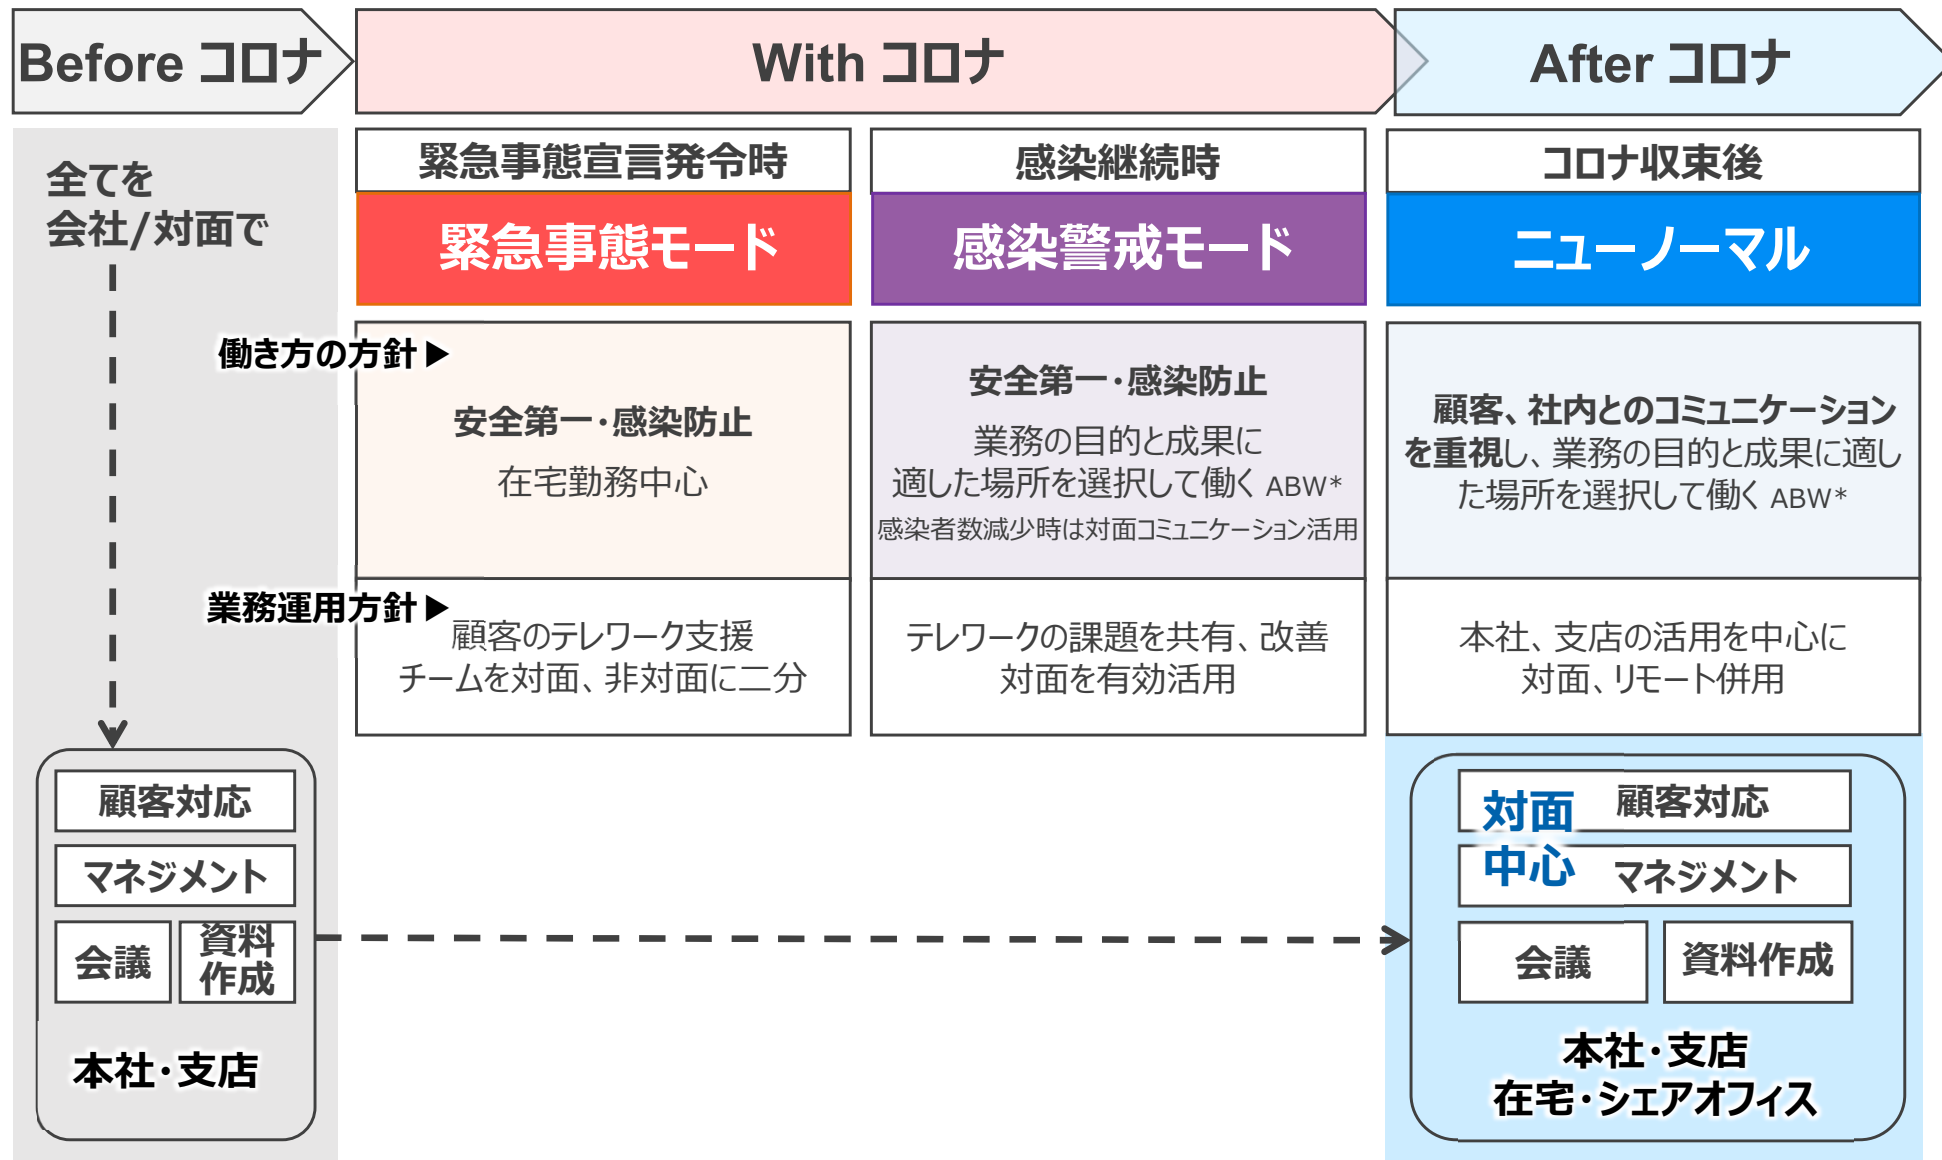 Before コロナ
With コロナ
After コロナ
全てを
会社/対面で
緊急事態宣言発令時
緊急事態モード
感染継続時
感染警戒モード
コロナ収束後
ニューノーマル
働き方の方針▶
安全第一・感染防止
在宅勤務中心
安全第一・感染防止
業務の目的と成果に
適した場所を選択して働く ABW*
感染者数減少時は対面コミュニケーション活用
顧客、社内とのコミュニケーション
を重視し、業務の目的と成果に適し
た場所を選択して働く ABW*
業務運用方針▶
顧客のテレワーク支援
チームを対面、非対面に二分
テレワークの課題を共有、改善
対面を有効活用
本社、支店の活用を中心に
対面、リモート併用
顧客対応
マネジメント
会議
資料
作成
本社・支店
対面
中心
顧客対応
マネジメント
会議
資料作成
本社・支店
在宅・シェアオフィス